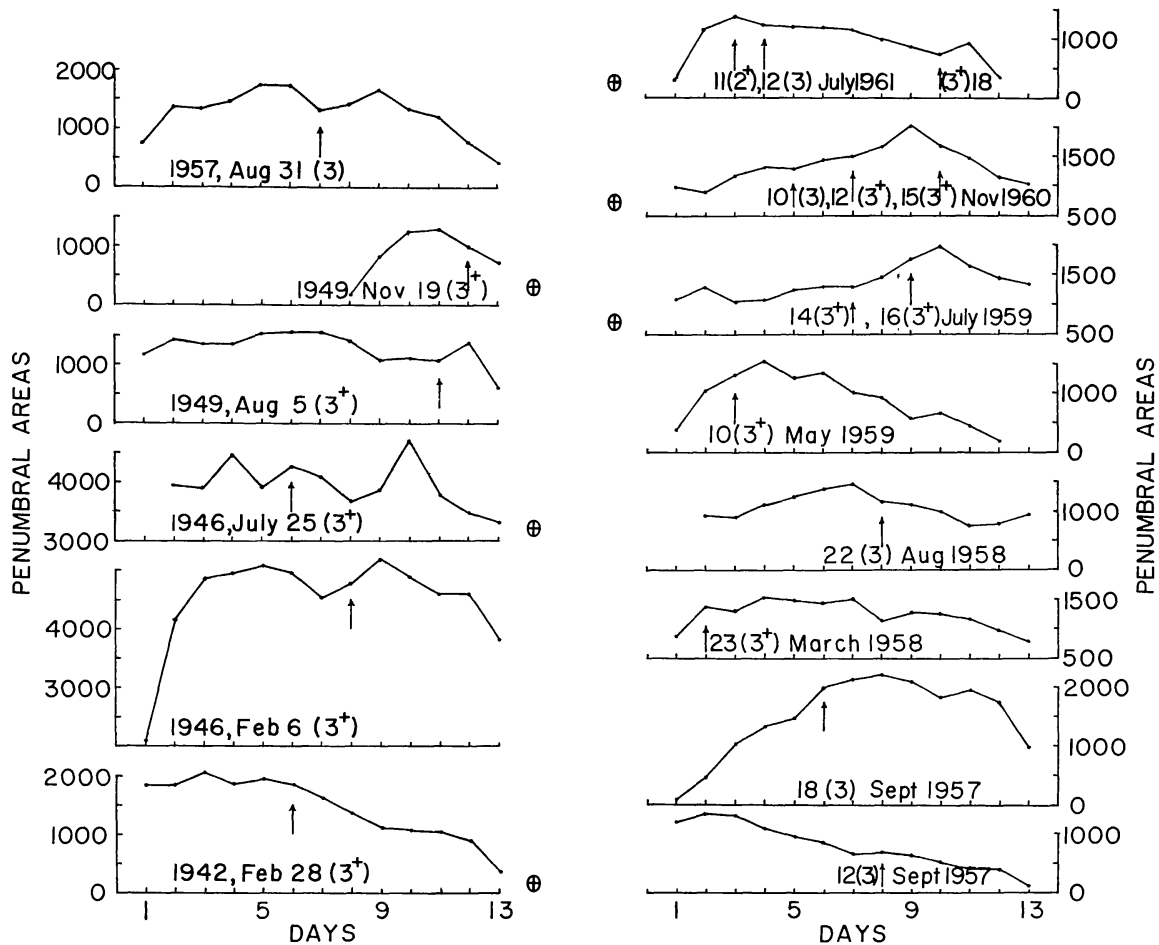 PENUMBRAL AREAS
2000
1000
0
1957, Aug 31 (3)
1000
0
1949, Nov 19 (3+)
⊕
1000
0
1949, Aug 5 (3+)
4000
3000
1946, July 25 (3+)
⊕
4000
3000
1946, Feb 6 (3+)
2000
1000
0
1942, Feb 28 (3+)
⊕
1 5 9 13
DAYS
⊕
11(2+), 12(3) July 1961 (3+) 18
1000
0
⊕
10 (3), 12 (3+), 15(3+) Nov 1960
1500
500
⊕
14(3+) , 16(3+) July 1959
1500
500
10(3+) May 1959
1000
0
22 (3) Aug 1958
1000
0
23(3+) March 1958
1500
500
18 (3) Sept 1957
2000
1000
0
12(3) Sept 1957
1000
0
1 5 9 13
DAYS
PENUMBRAL AREAS